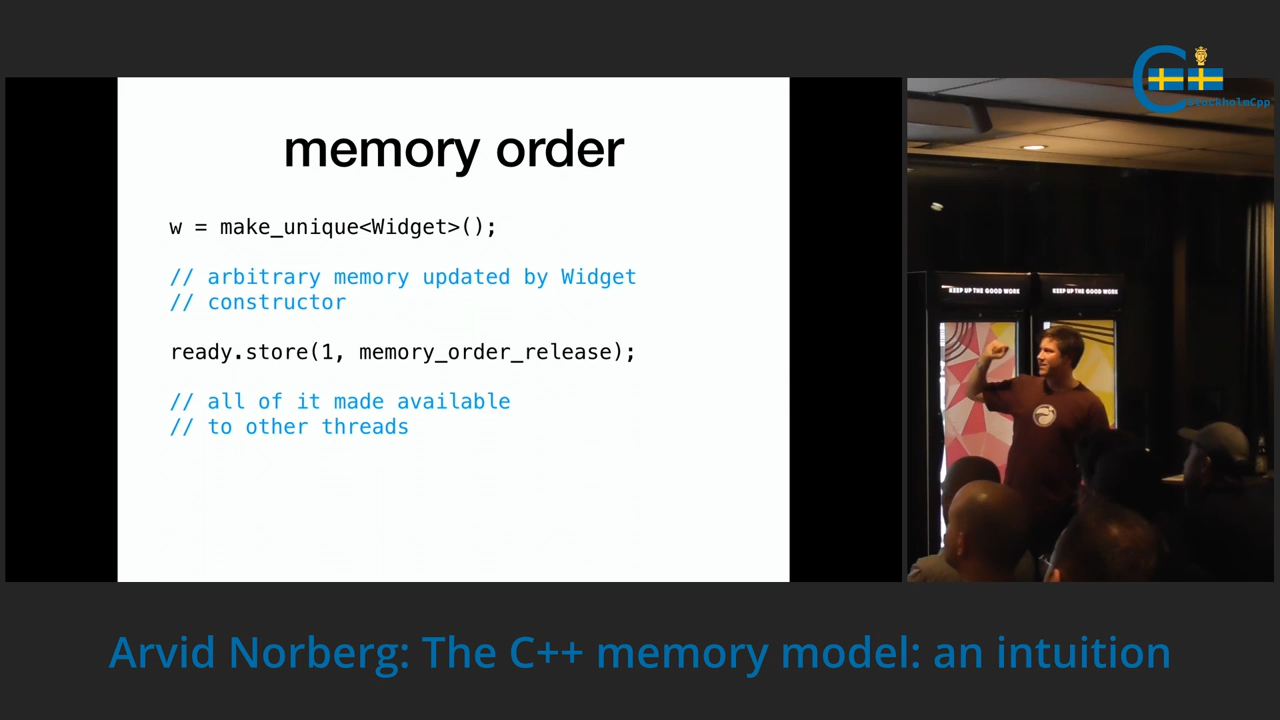 StockholmCpp
memory order
w = make_unique<Widget>();
// arbitrary memory updated by Widget
// constructor
ready.store(1, memory_order_release);
// all of it made available
// to other threads
KEEP UP THE GOOD WORK
KEEP UP THE GOOD WORK
Arvid Norberg: The C++ memory model: an intuition